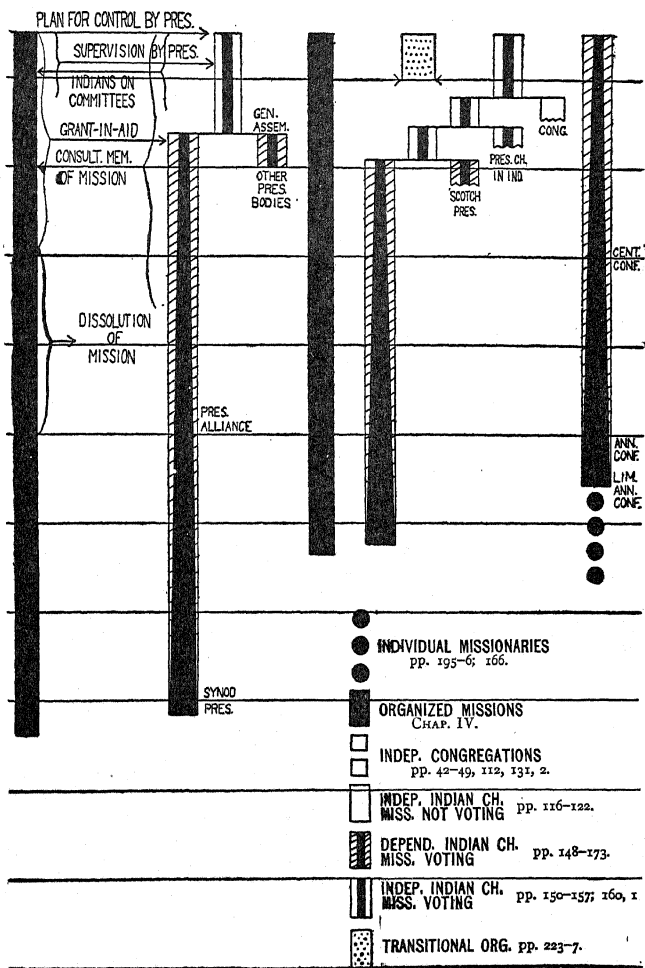 PLAN FOR CONTROL BY PRES.
SUPERVISION BY PRES.
INDIANS ON
COMMITTEES
GRANT-IN-AID
CONSULT. MEM.
OF MISSION
DISSOLUTION
OF
MISSION
GEN.
ASSEM.
OTHER
PRES.
BODIES
PRES.
ALLIANCE
SYNOD
PRES.
CONG.
PRES. CH.
IN IND.
SCOTCH
PRES.
CENT.
CONF.
ANN.
CONF.
LIM.
ANN.
CONF.
INDIVIDUAL MISSIONARIES
pp. 195-6; 166.
ORGANIZED MISSIONS
CHAP. IV.
INDEP. CONGREGATIONS
pp. 42-49, 112, 131, 2.
INDEP. INDIAN CH.
MISS. NOT VOTING pp. 116-122.
DEPEND. INDIAN CH.
MISS. VOTING pp. 148-173.
INDEP. INDIAN CH.
MISS. VOTING pp. 150-157; 160, 1
TRANSITIONAL ORG. pp. 223-7.